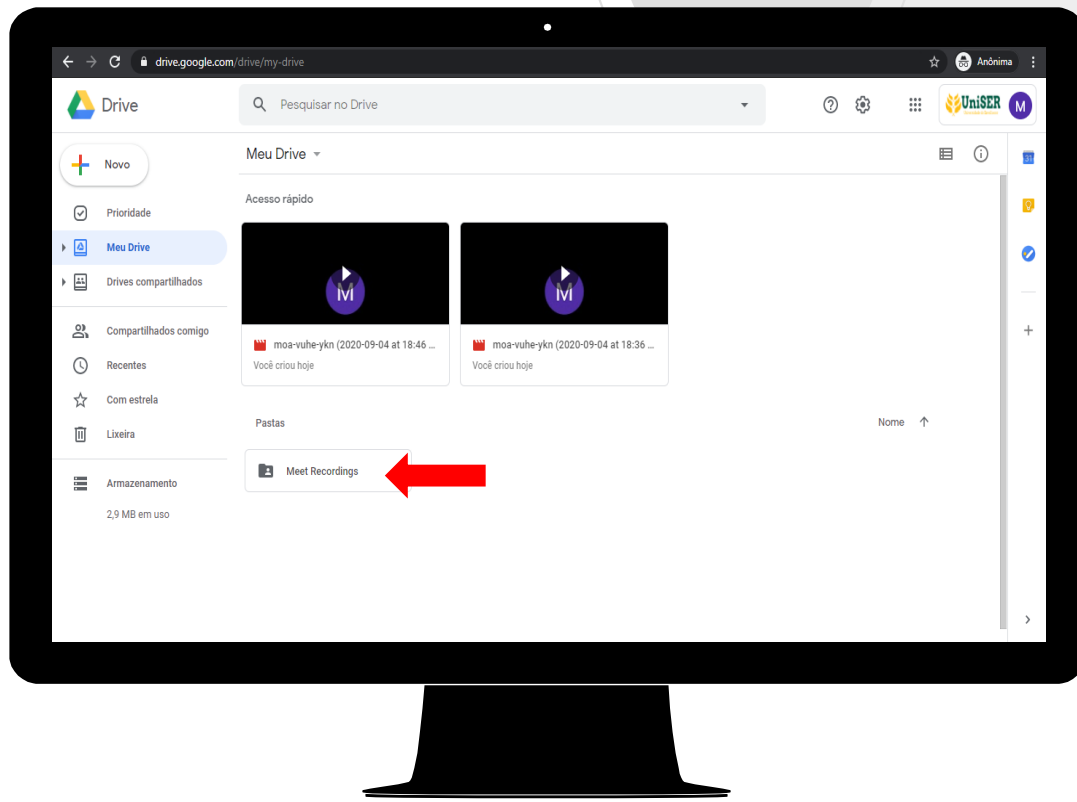 drive.google.com/drive/my-drive
Anônima
Drive
Pesquisar no Drive
UniSER
M
Novo
Meu Drive
Prioridade
Meu Drive
Drives compartilhados
Compartilhados comigo
Recentes
Com estrela
Lixeira
Armazenamento
2,9 MB em uso
Acesso rápido
M
M
moa-vuhe-ykn (2020-09-04 at 18:46 ...
Você criou hoje
moa-vuhe-ykn (2020-09-04 at 18:36 ...
Você criou hoje
Pastas
Nome
Meet Recordings
31